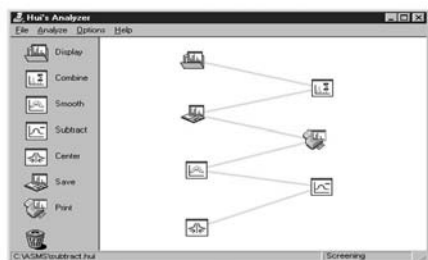 Hui's Analyzer
File Analyze Options Help
Display
Combine
Smooth
Subtract
Center
Save
Print
C:\ASMS\subtract.hui
Screening